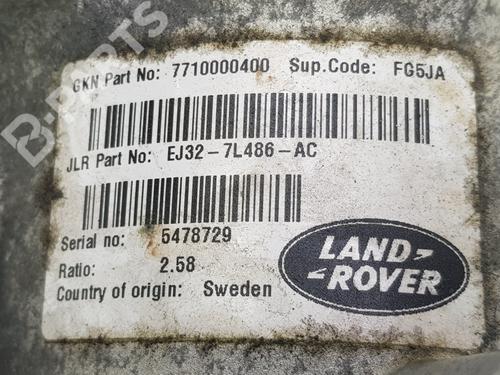 B-PARTS
GKN Part No: 7710000400 Sup.Code: FG5JA
JLR Part No: EJ32-7L486-AC
Serial no: 5478729
Ratio: 2.58
Country of origin: Sweden
LAND-
-ROVER